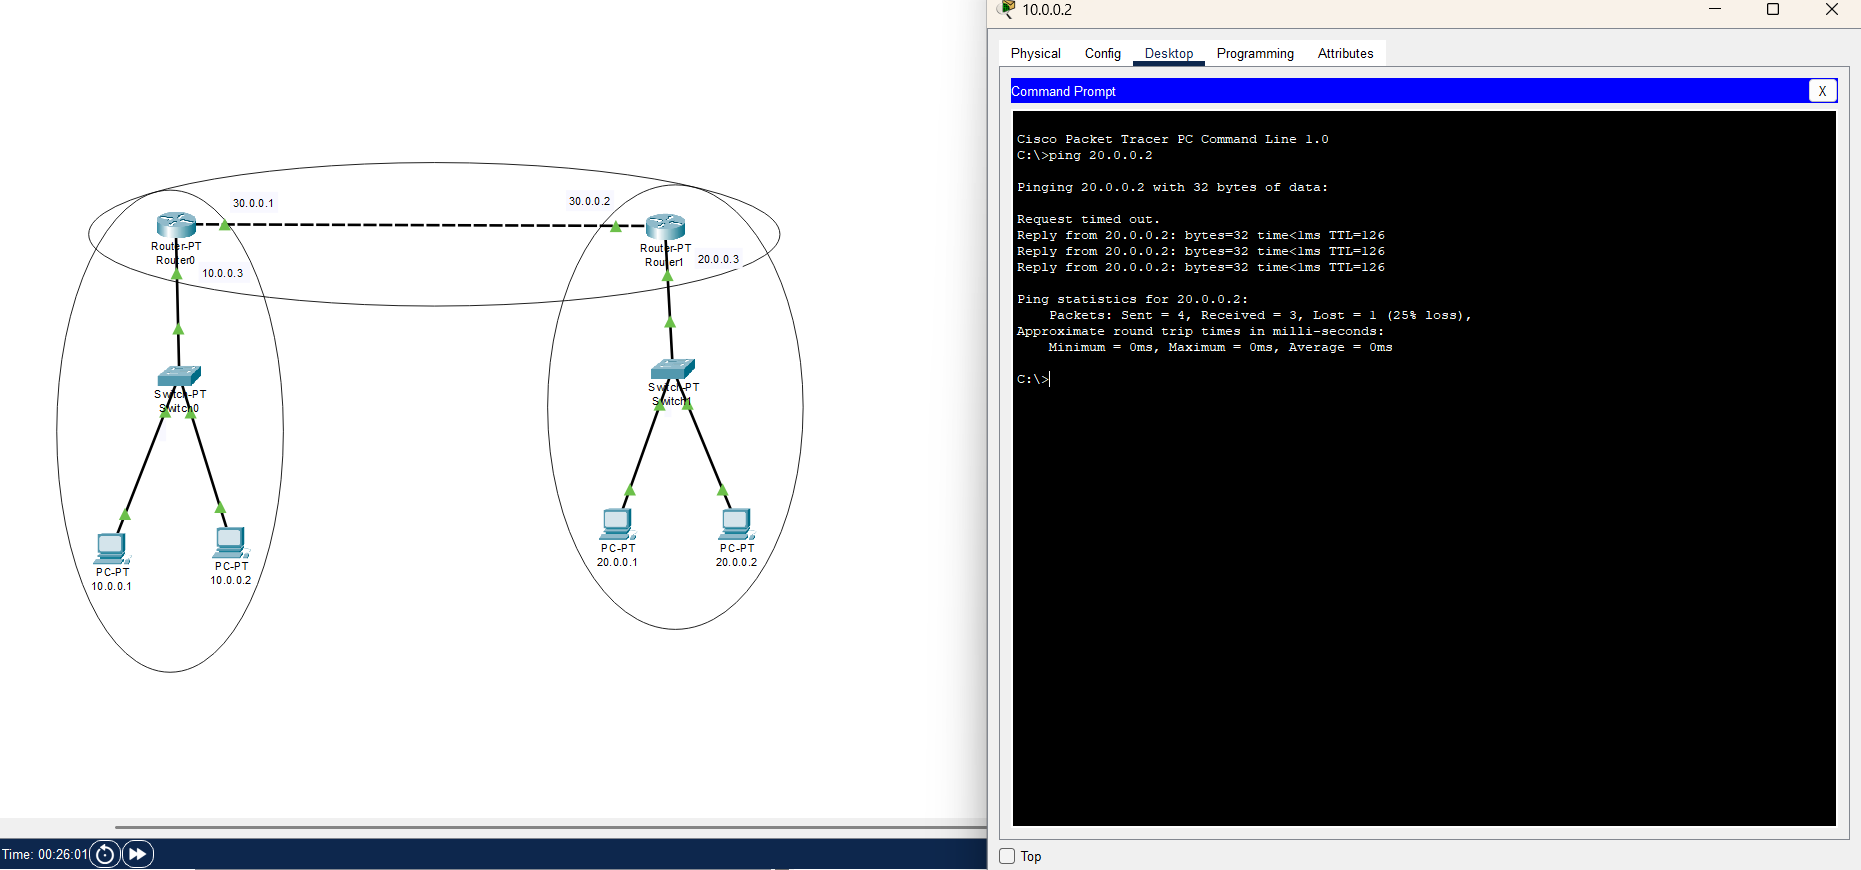 30.0.0.1
30.0.0.2
Router-PT
Router0
10.0.0.3
Router-PT
Router1
20.0.0.3
Switch-PT
Switch0
Switch-PT
Switch1
PC-PT
10.0.0.1
PC-PT
10.0.0.2
PC-PT
20.0.0.1
PC-PT
20.0.0.2
Time: 00:26:01
10.0.0.2
Physical Config Desktop Programming Attributes
Command Prompt X
Cisco Packet Tracer PC Command Line 1.0
C:\>ping 20.0.0.2
Pinging 20.0.0.2 with 32 bytes of data:
Request timed out.
Reply from 20.0.0.2: bytes=32 time<1ms TTL=126
Reply from 20.0.0.2: bytes=32 time<1ms TTL=126
Reply from 20.0.0.2: bytes=32 time<1ms TTL=126
Ping statistics for 20.0.0.2:
Packets: Sent = 4, Received = 3, Lost = 1 (25% loss),
Approximate round trip times in milli-seconds:
Minimum = 0ms, Maximum = 0ms, Average = 0ms
C:\>
Top